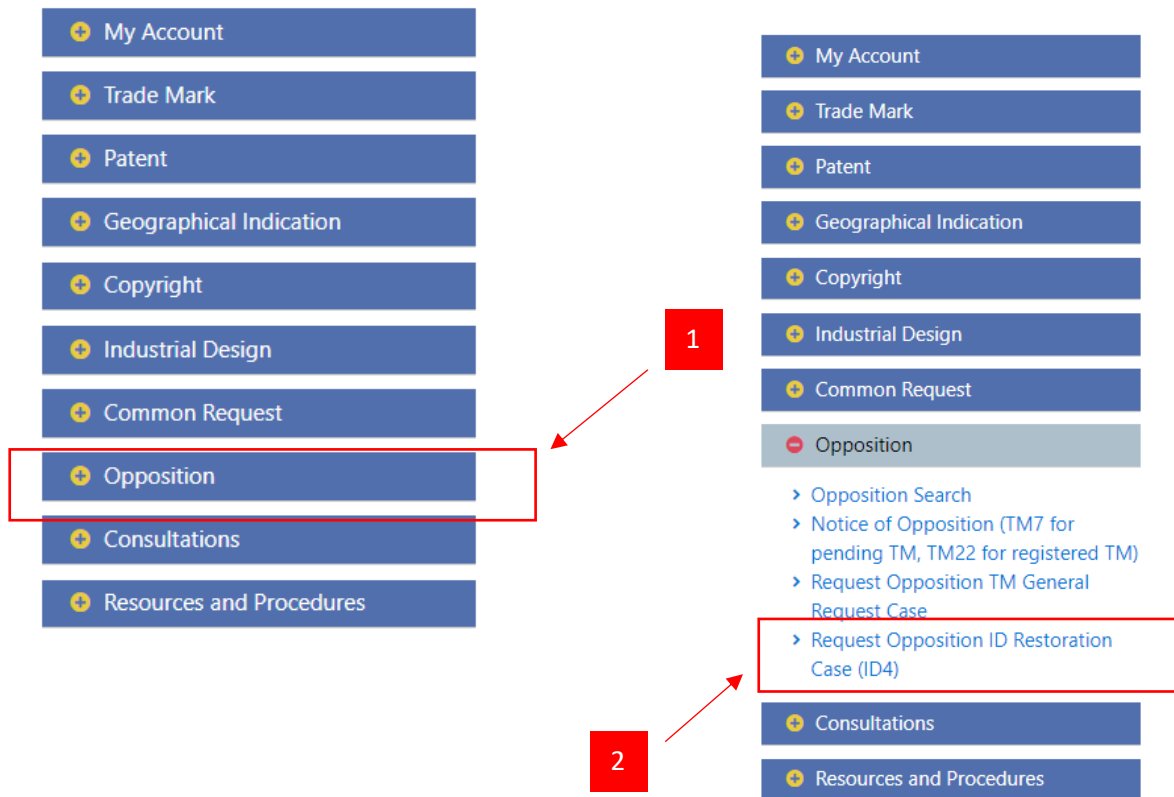 My Account
Trade Mark
Patent
Geographical Indication
Copyright
Industrial Design
Common Request
Opposition
Consultations
Resources and Procedures
1
My Account
Trade Mark
Patent
Geographical Indication
Copyright
Industrial Design
Common Request
Opposition
Opposition Search
Notice of Opposition (TM7 for
pending TM, TM22 for registered TM)
Request Opposition TM General
Request Case
Request Opposition ID Restoration
Case (ID4)
2
Consultations
Resources and Procedures